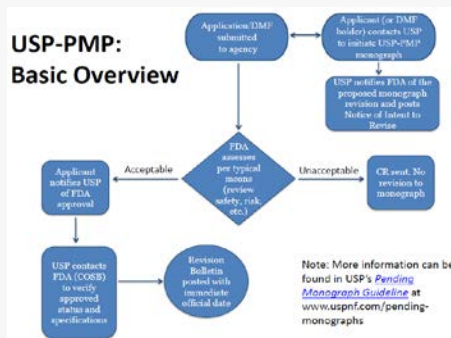 USP-PMP:
Basic Overview
Application/DMF
submitted
to agency
Applicant (or DMF
holder) contacts USP
to initiate USP-PMP
monograph
USP notifies FDA of the
proposed monograph
revision and posts
Notice of Intent to
Revise
FDA
assesses
per typical
means
(review
safety, risk,
etc.)
Acceptable
Unacceptable
Applicant
notifies USP
of FDA
approval
CR sent. No
revision to
monograph
USP contacts
FDA (COSB)
to verify
approved
status and
specifications
Revision
Bulletin
posted with
immediate
official date
Note: More information can be
found in USP's Pending
Monograph Guideline at
www.uspnf.com/pending-
monographs